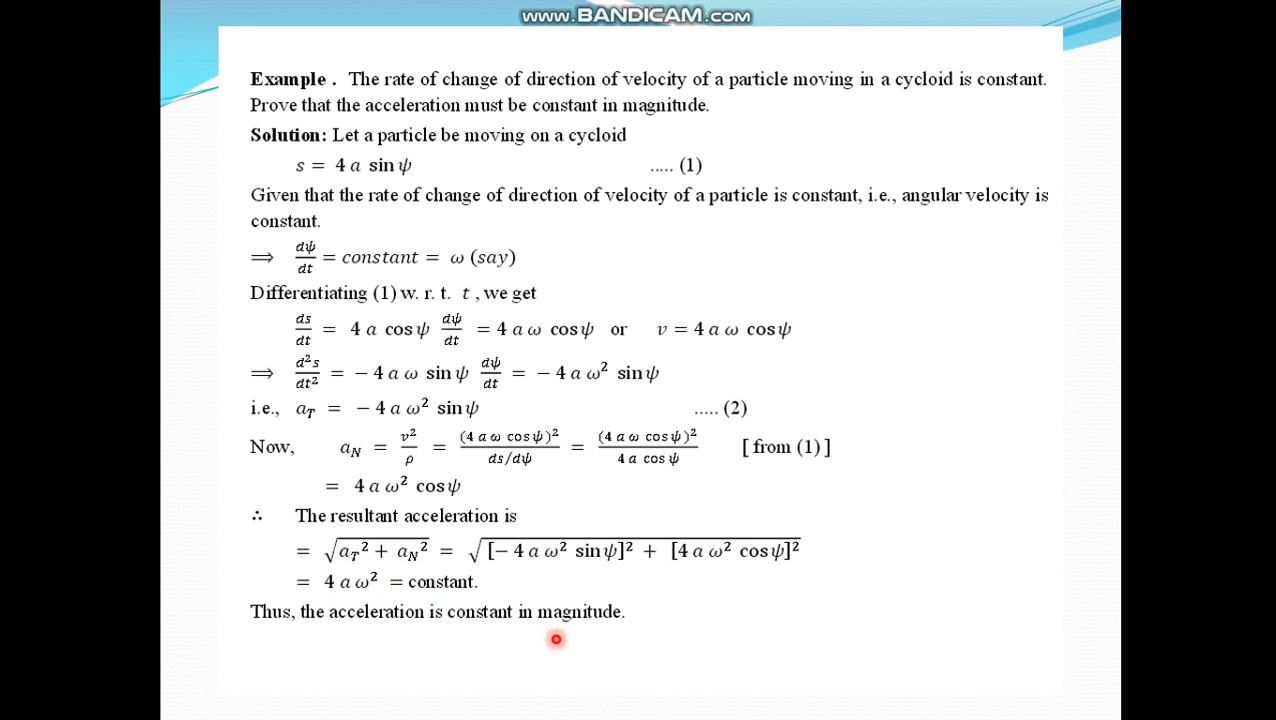 www.BANDICAM.com
Example . The rate of change of direction of velocity of a particle moving in a cycloid is constant.
Prove that the acceleration must be constant in magnitude.
Solution: Let a particle be moving on a cycloid
s = 4 a sin ψ ..... (1)
Given that the rate of change of direction of velocity of a particle is constant, i.e., angular velocity is
constant.
⟹ dψ/dt = constant = ω (say)
Differentiating (1) w. r. t. t , we get
ds/dt = 4 a cos ψ dψ/dt = 4 a ω cos ψ or v = 4 a ω cos ψ
⟹ d²s/dt² = − 4 a ω sin ψ dψ/dt = − 4 a ω² sin ψ
i.e., a_T = − 4 a ω² sin ψ ..... (2)
Now, a_N = v²/ρ = (4 a ω cos ψ )²/(ds/dψ) = (4 a ω cos ψ )²/(4 a cos ψ) [ from (1) ]
= 4 a ω² cos ψ
∴ The resultant acceleration is
= √(a_T² + a_N²) = √([− 4 a ω² sin ψ]² + [4 a ω² cos ψ]²)
= 4 a ω² = constant.
Thus, the acceleration is constant in magnitude.